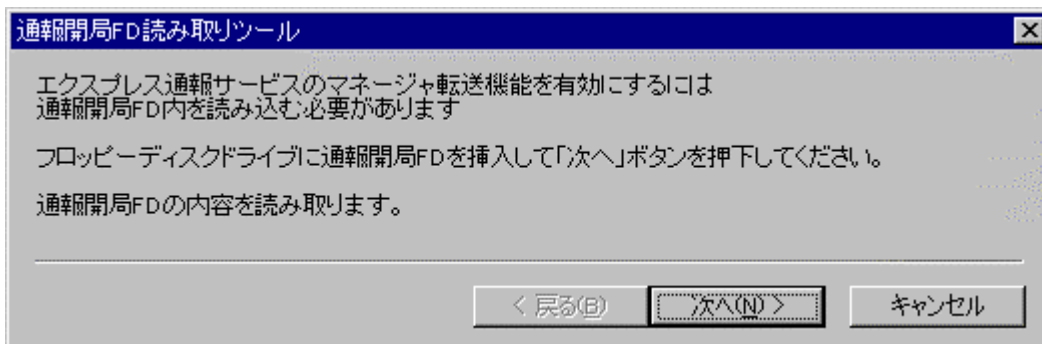 通報開局FD読み取りツール
エクスプレス通報サービスのマネージャ転送機能を有効にするには
通報開局FD内を読み込む必要があります
フロッピーディスクドライブに通報開局FDを挿入して「次へ」ボタンを押下してください。
通報開局FDの内容を読み取ります。
< 戻る(B)
次へ(N) >
キャンセル